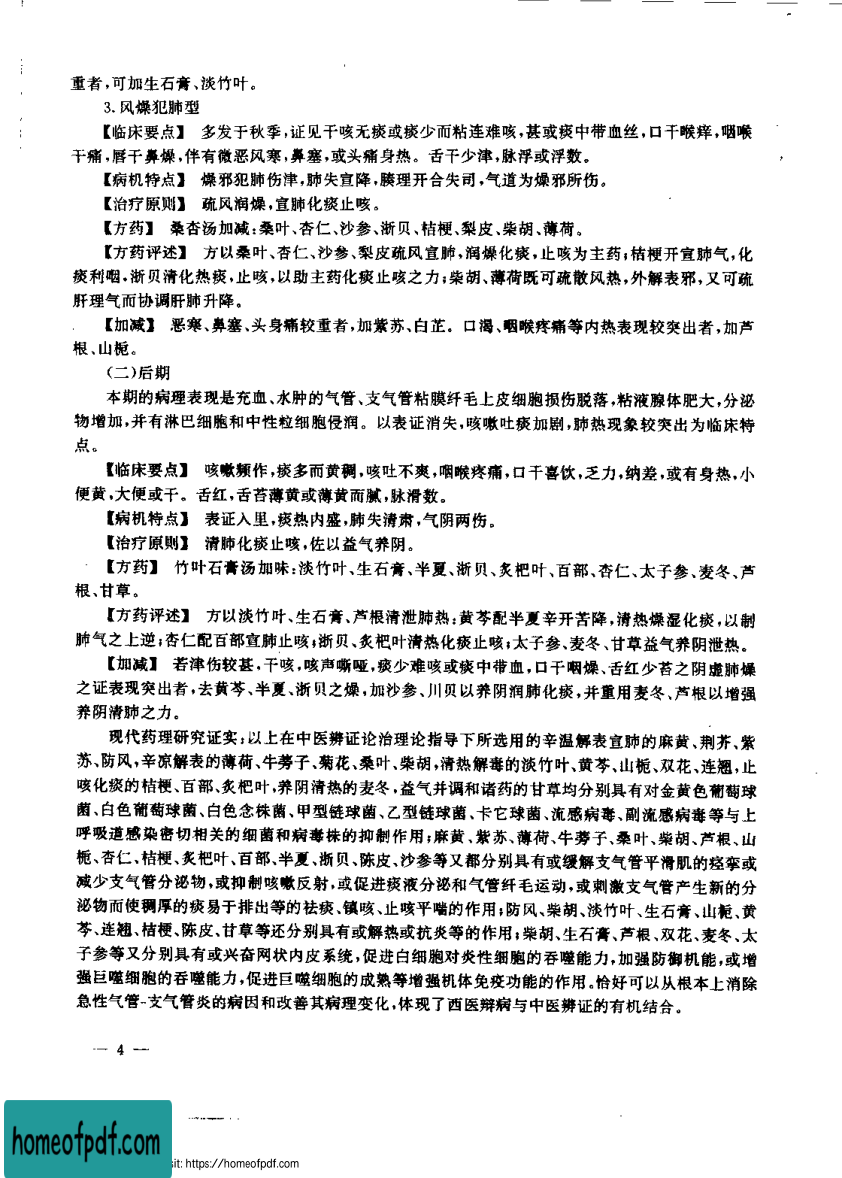 重者,可加生石膏、淡竹叶。
3.风燥犯肺型
【临床要点】 多发于秋季,证见干咳无痰或痰少而粘连难咳,甚或痰中带血丝,口干喉痒,咽喉
干痛,唇干鼻燥,伴有微恶风寒,鼻塞,或头痛身热。舌干少津,脉浮或浮数。
【病机特点】 燥邪犯肺伤津,肺失宣降,腠理开合失司,气道为燥邪所伤。
【治疗原则】 疏风润燥,宣肺化痰止咳。
【方药】 桑杏汤加减:桑叶、杏仁、沙参、浙贝、桔梗、梨皮、柴胡、薄荷。
【方药评述】 方以桑叶、杏仁、沙参、梨皮疏风宣肺,润燥化痰,止咳为主药;桔梗开宣肺气,化
痰利咽.浙贝清化热痰,止咳,以助主药化痰止咳之力;柴胡、薄荷既可疏散风热,外解表邪,又可疏
肝理气而协调肝肺升降。
【加减】 恶寒、鼻塞、头身痛较重者,加紫苏、白芷。口渴、咽喉疼痛等内热表现较突出者,加芦
根、山栀。
(二)后期
本期的病理表现是充血、水肿的气管、支气管粘膜纤毛上皮细胞损伤脱落,粘液腺体肥大,分泌
物增加,并有淋巴细胞和中性粒细胞侵润。以表证消失,咳嗽吐痰加剧,肺热现象较突出为临床特
点。
【临床要点】 咳嗽频作,痰多而黄稠,咳吐不爽,咽喉疼痛,口干喜饮,乏力,纳差,或有身热,小
便黄,大便或干。舌红,舌苔薄黄或薄黄而腻,脉滑数。
【病机特点】 表证入里,痰热内盛,肺失清肃,气阴两伤。
【治疗原则】 清肺化痰止咳,佐以益气养阴。
【方药】 竹叶石膏汤加味:淡竹叶、生石膏、半夏、浙贝、炙杷叶、百部、杏仁、太子参、麦冬、芦
根、甘草。
【方药评述】 方以淡竹叶、生石膏、芦根清泄肺热;黄芩配半夏辛开苦降,清热燥湿化痰,以制
肺气之上逆;杏仁配百部宣肺止咳;浙贝、炙杷叶清热化痰止咳;太子参、麦冬、甘草益气养阴泄热。
【加减】 若津伤较甚.干咳,咳声嘶哑,痰少难咳或痰中带血,口干咽燥、舌红少苔之阴虚肺燥
之证表现突出者,去黄芩、半夏、浙贝之燥,加沙参、川贝以养阴润肺化痰,并重用麦冬、芦根以增强
养阴清肺之力。
现代药理研究证实;以上在中医辨证论治理论指导下所选用的辛温解表宣肺的麻黄、荆芥、紫
苏、防风,辛凉解表的薄荷、牛蒡子、菊花、桑叶、柴胡,清热解毒的淡竹叶、黄芩、山栀、双花、连翘,止
咳化痰的桔梗、百部、炙杷叶,养阴清热的麦冬,益气并调和诸药的甘草均分别具有对金黄色葡萄球
菌、白色葡萄球菌、白色念株菌、甲型链球菌、乙型链球菌、卡它球菌、流感病毒、副流感病毒等与上
呼吸道感染密切相关的细菌和病毒株的抑制作用;麻黄、紫苏、薄荷、牛蒡子、桑叶、柴胡、芦根、山
栀、杏仁、桔梗、炙杷叶、百部、半夏、浙贝、陈皮、沙参等又都分别具有或缓解支气管平滑肌的痉挛或
减少支气管分泌物,或抑制咳嗽反射,或促进痰液分泌和气管纤毛运动,或刺激支气管产生新的分
泌物而使稠厚的痰易于排出等的祛痰、镇咳、止咳平喘的作用;防风、柴胡、淡竹叶、生石膏、山栀、黄
芩、连翘、桔梗、陈皮、甘草等还分别具有或解热或抗炎等的作用;柴胡、生石膏、芦根、双花、麦冬、太
子参等又分别具有或兴奋网状内皮系统,促进白细胞对炎性细胞的吞噬能力,加强防御机能,或增
强巨噬细胞的吞噬能力,促进巨噬细胞的成熟等增强机体免疫功能的作用。恰好可以从根本上消除
急性气管-支气管炎的病因和改善其病理变化,体现了西医辩病与中医辨证的有机结合。
— 4 —
homeofpdf.com
sit: https://homeofpdf.com